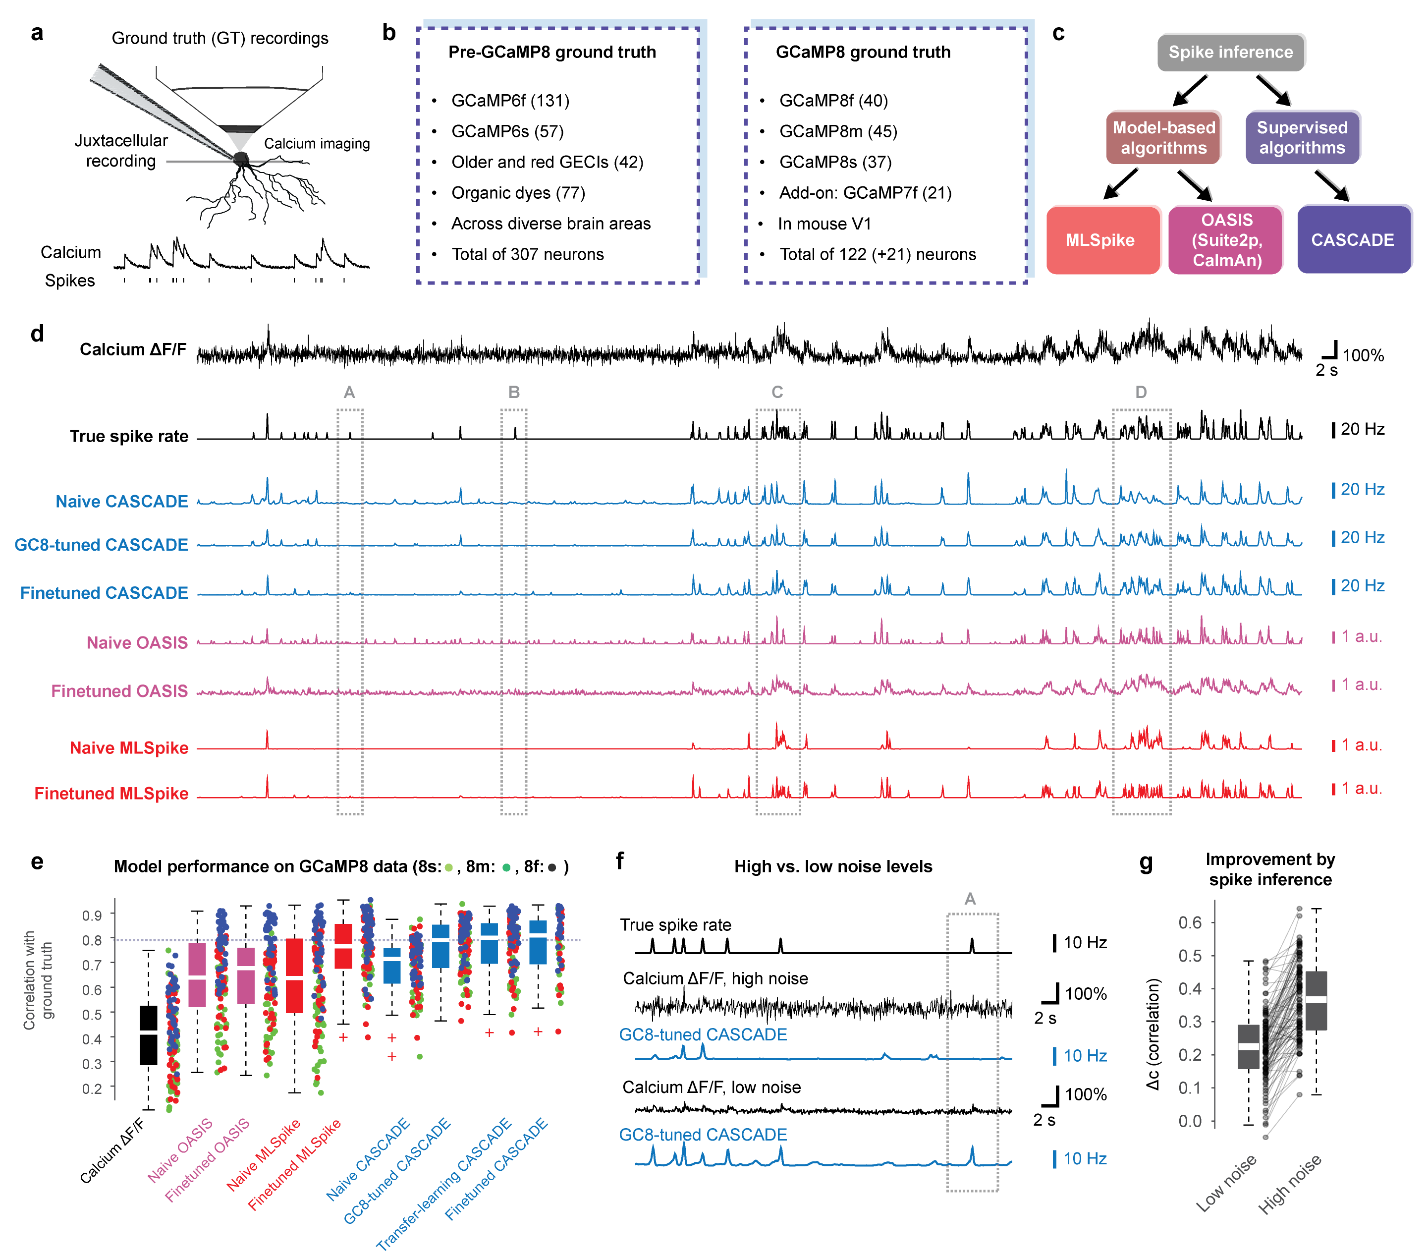 a
Ground truth (GT) recordings
Juxtacellular
recording
Calcium imaging
Calcium
Spikes
b
Pre-GCaMP8 ground truth
• GCaMP6f (131)
• GCaMP6s (57)
• Older and red GECIs (42)
• Organic dyes (77)
• Across diverse brain areas
• Total of 307 neurons
GCaMP8 ground truth
• GCaMP8f (40)
• GCaMP8m (45)
• GCaMP8s (37)
• Add-on: GCaMP7f (21)
• In mouse V1
• Total of 122 (+21) neurons
c
Spike inference
Model-based
algorithms
Supervised
algorithms
MLSpike
OASIS
(Suite2p,
CaImAn)
CASCADE
d
Calcium ΔF/F
100%
2 s
A
B
C
D
True spike rate
20 Hz
Naive CASCADE
20 Hz
GC8-tuned CASCADE
20 Hz
Finetuned CASCADE
20 Hz
Naive OASIS
1 a.u.
Finetuned OASIS
1 a.u.
Naive MLSpike
1 a.u.
Finetuned MLSpike
1 a.u.
e
Model performance on GCaMP8 data (8s: , 8m: , 8f: )
Correlation with
ground truth
0.9
0.8
0.7
0.6
0.5
0.4
0.3
0.2
Calcium ΔF/F
Naive OASIS
Finetuned OASIS
Naive MLSpike
Finetuned MLSpike
Naive CASCADE
GC8-tuned CASCADE
Transfer-learning CASCADE
Finetuned CASCADE
f
High vs. low noise levels
A
True spike rate
10 Hz
Calcium ΔF/F, high noise
100%
2 s
GC8-tuned CASCADE
10 Hz
Calcium ΔF/F, low noise
100%
2 s
GC8-tuned CASCADE
10 Hz
g
Improvement by
spike inference
Δc (correlation)
0.6
0.5
0.4
0.3
0.2
0.1
0.0
Low noise
High noise